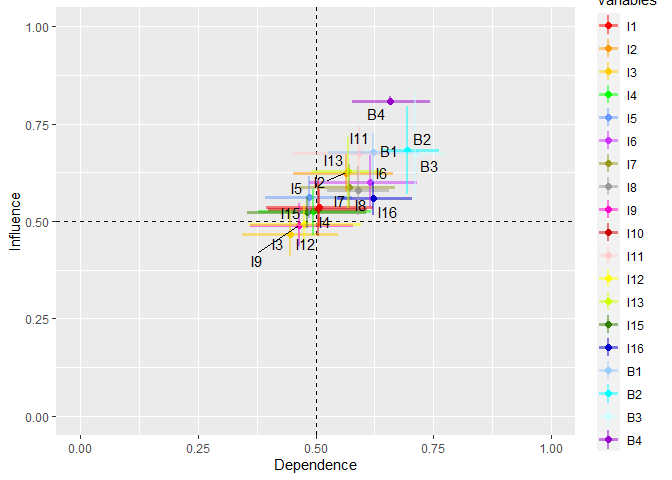 Variables
1.00
0.75
0.50
0.25
0.00
Influence
B4
I11
B1
B2
B3
I13
I2
I6
I5
I7
I8
I16
I15
I4
I3
I12
I9
0.00
0.25
0.50
0.75
1.00
Dependence
I1
I2
I3
I4
I5
I6
I7
I8
I9
I10
I11
I12
I13
I15
I16
B1
B2
B3
B4